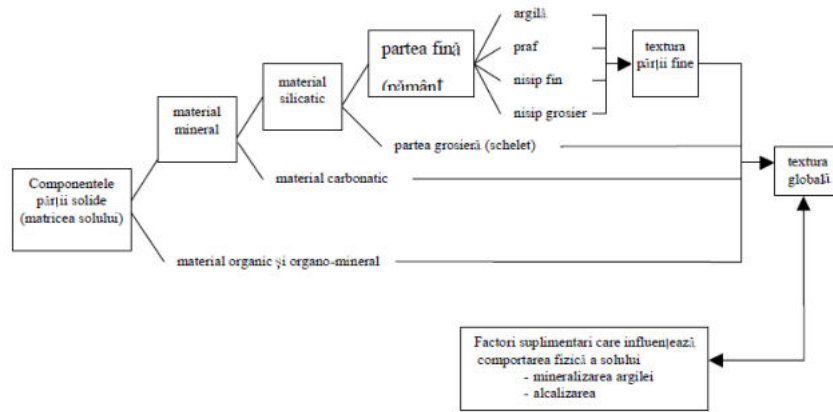 argilă
praf
nisip fin
nisip grosier
partea fină
(pământ
textura
părții fine
material
silicatic
material
mineral
partea grosieră (schelet)
material carbonatic
textura
globală
Componentele
părții solide
(matricea solului)
material organic și organo-mineral
Factori suplimentari care influențează
comportarea fizică a solului
- mineralizarea argilei
- alcalizarea